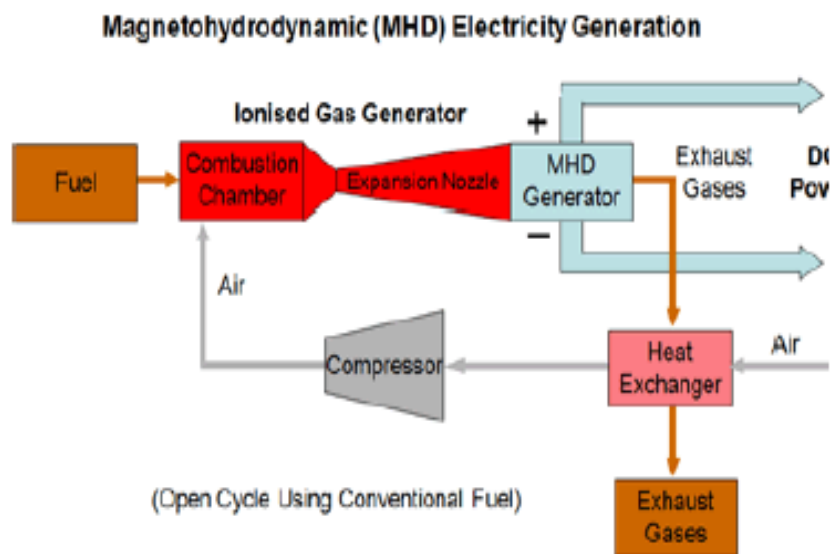 Magnetohydrodynamic (MHD) Electricity Generation
Ionised Gas Generator
+
Fuel
Combustion
Chamber
Expansion Nozzle
MHD
Generator
Exhaust
Gases
−
Air
Compressor
Heat
Exchanger
Air
(Open Cycle Using Conventional Fuel)
Exhaust
Gases